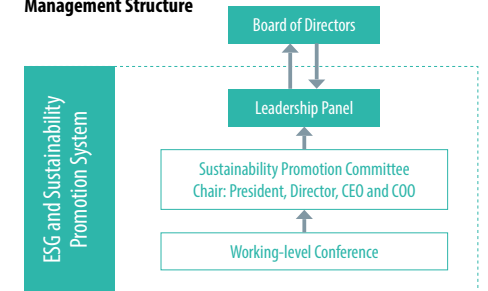 Management Structure
Board of Directors
Leadership Panel
ESG and Sustainability
Promotion System
Sustainability Promotion Committee
Chair: President, Director, CEO and COO
Working-level Conference